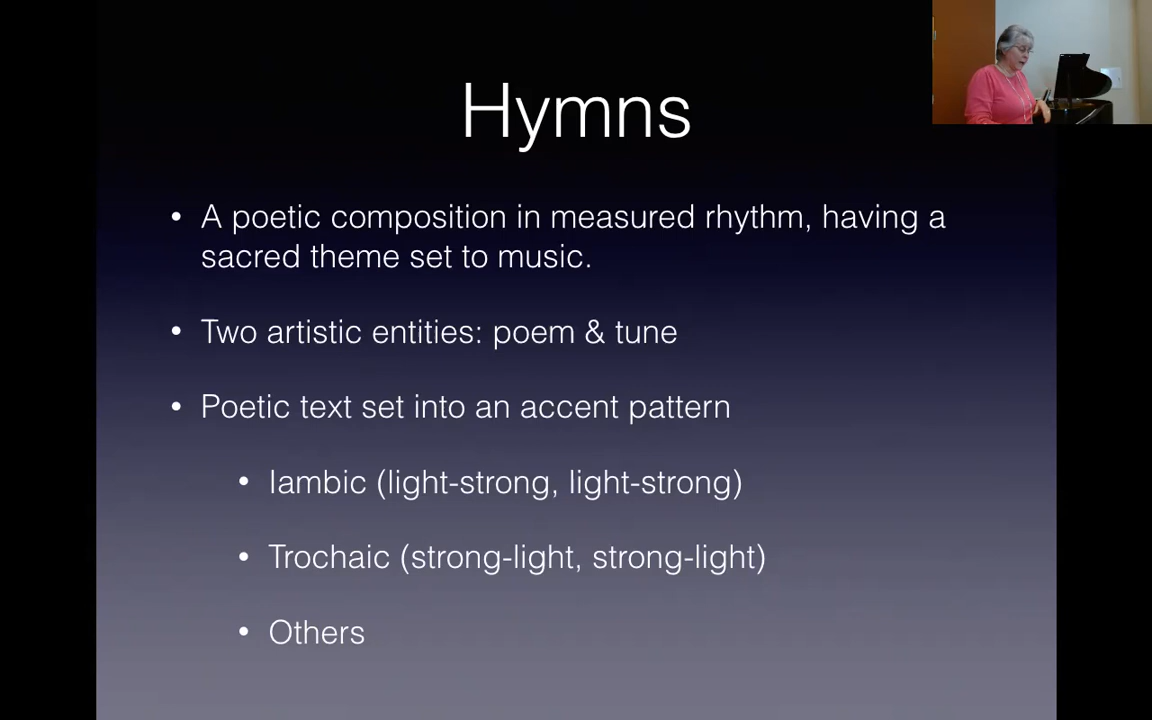 Hymns
• A poetic composition in measured rhythm, having a
sacred theme set to music.
• Two artistic entities: poem & tune
• Poetic text set into an accent pattern
• Iambic (light-strong, light-strong)
• Trochaic (strong-light, strong-light)
• Others